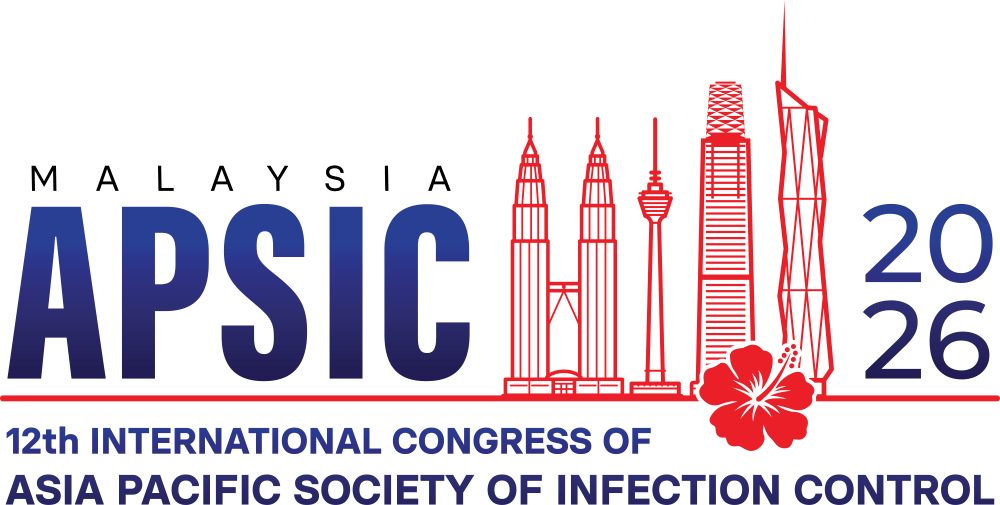 MALAYSIA
APSIC
20
26
12th INTERNATIONAL CONGRESS OF
ASIA PACIFIC SOCIETY OF INFECTION CONTROL